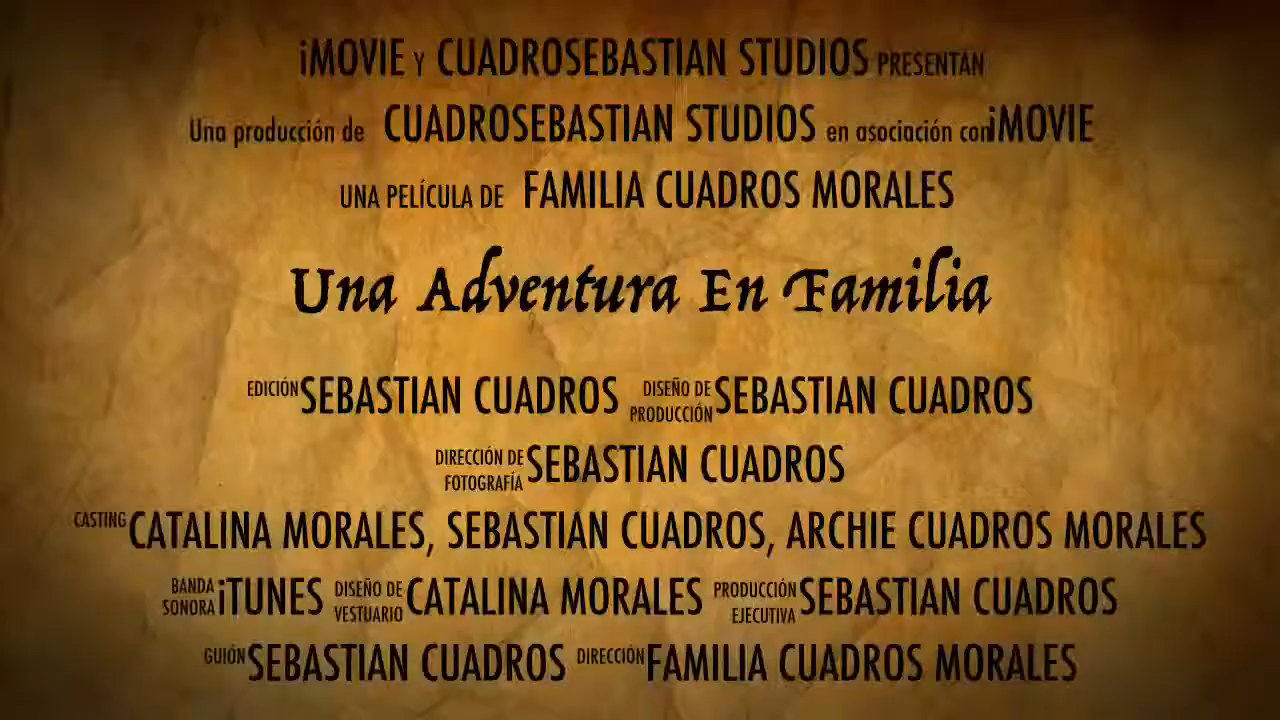 iMOVIE Y CUADROSEBASTIAN STUDIOS PRESENTAN
Una producción de CUADROSEBASTIAN STUDIOS en asociación con iMOVIE
UNA PELÍCULA DE FAMILIA CUADROS MORALES
Una Adventura En Familia
EDICIÓN SEBASTIAN CUADROS DISEÑO DE PRODUCCIÓN SEBASTIAN CUADROS
DIRECCIÓN DE FOTOGRAFÍA SEBASTIAN CUADROS
CASTING CATALINA MORALES, SEBASTIAN CUADROS, ARCHIE CUADROS MORALES
BANDA SONORA iTUNES DISEÑO DE VESTUARIO CATALINA MORALES PRODUCCIÓN EJECUTIVA SEBASTIAN CUADROS
GUIÓN SEBASTIAN CUADROS DIRECCIÓN FAMILIA CUADROS MORALES